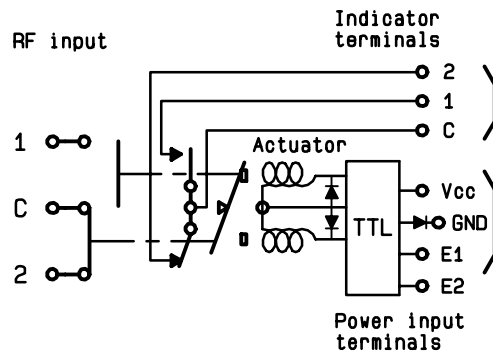 RF input
Indicator
terminals
2
1
C
Actuator
1
C
2
TTL
Vcc
GND
E1
E2
Power input
terminals